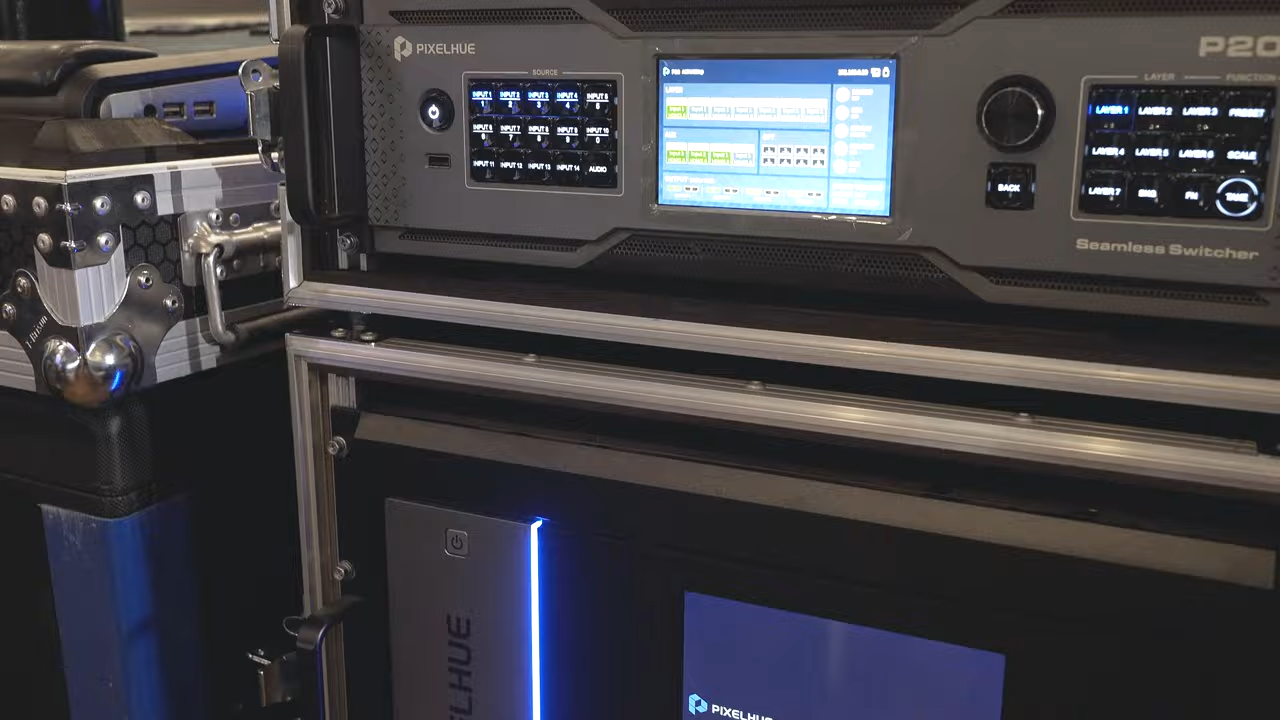 PIXELHUE
P20
SOURCE
INPUT 1 INPUT 2 INPUT 3 INPUT 4 INPUT 5
INPUT 6 INPUT 7 INPUT 8 INPUT 9 INPUT 10
INPUT 11 INPUT 12 INPUT 13 INPUT 14 AUDIO
LAYER
BACK
LAYER FUNCTION
LAYER 1 LAYER 2 LAYER 3 PRESET
LAYER 4 LAYER 5 LAYER 6 SCALE
LAYER 7 BKG FN TAKE
Seamless Switcher
PIXELHUE
PIXELHUE